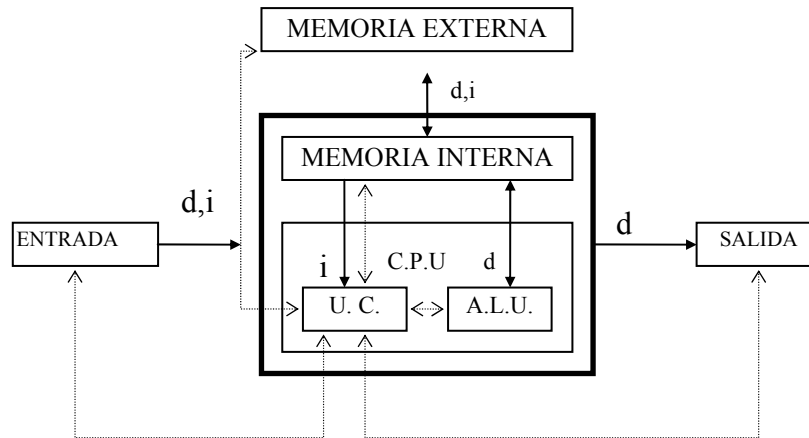 MEMORIA EXTERNA
d,i
MEMORIA INTERNA
d,i
d
ENTRADA
SALIDA
i
C.P.U
d
U. C.
A.L.U.